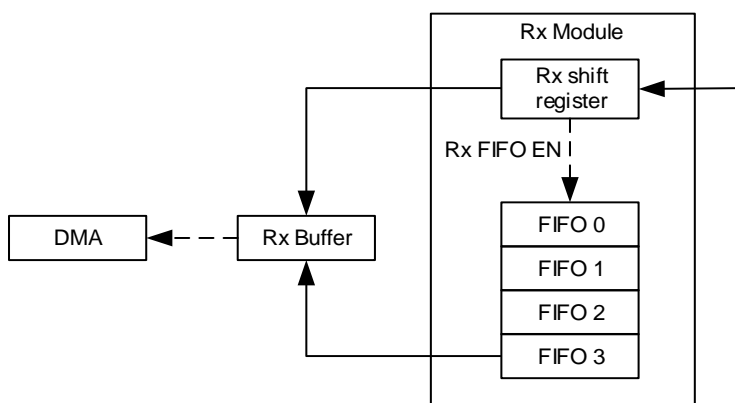 Rx Module
Rx shift
register
Rx FIFO EN
FIFO 0
DMA
Rx Buffer
FIFO 1
FIFO 2
FIFO 3